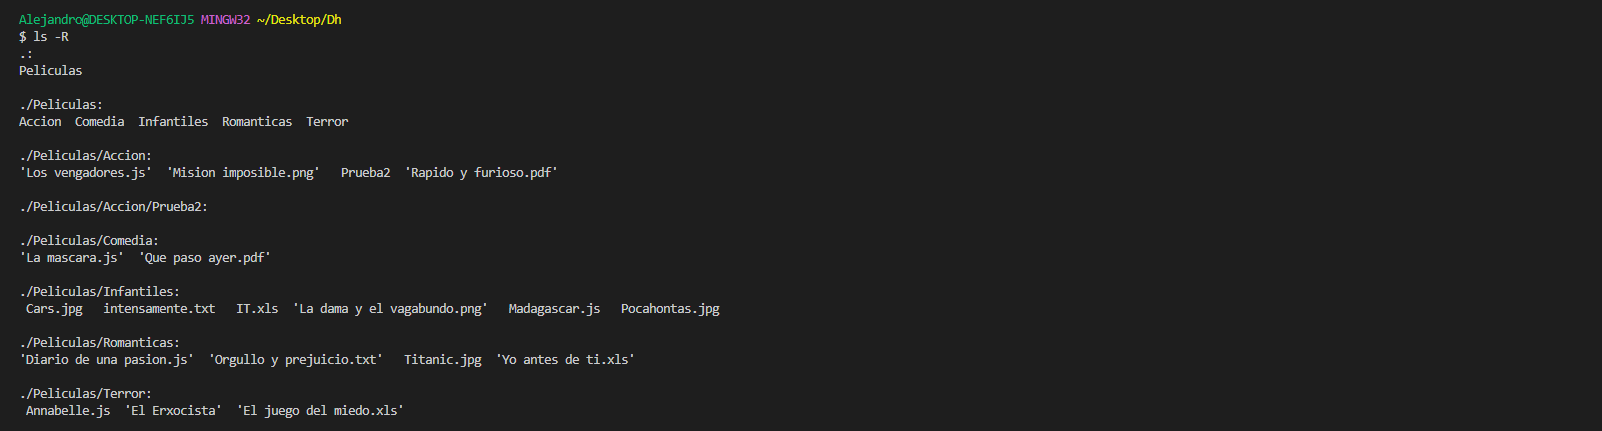 Alejandro@DESKTOP-NEF6IJ5 MINGW32 ~/Desktop/Dh
$ ls -R
.:
Peliculas
./Peliculas:
Accion  Comedia  Infantiles  Romanticas  Terror
./Peliculas/Accion:
'Los vengadores.js'  'Mision imposible.png'   Prueba2  'Rapido y furioso.pdf'
./Peliculas/Accion/Prueba2:
./Peliculas/Comedia:
'La mascara.js'  'Que paso ayer.pdf'
./Peliculas/Infantiles:
 Cars.jpg   intensamente.txt   IT.xls  'La dama y el vagabundo.png'   Madagascar.js   Pocahontas.jpg
./Peliculas/Romanticas:
'Diario de una pasion.js'  'Orgullo y prejuicio.txt'   Titanic.jpg  'Yo antes de ti.xls'
./Peliculas/Terror:
 Annabelle.js  'El Erxocista'  'El juego del miedo.xls'